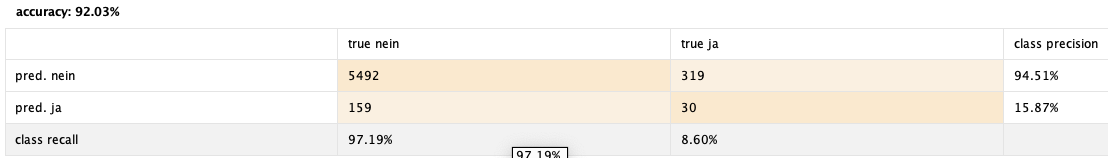 accuracy: 92.03%
true nein true ja class precision
pred. nein 5492 319 94.51%
pred. ja 159 30 15.87%
class recall 97.19% 8.60%
97.19%